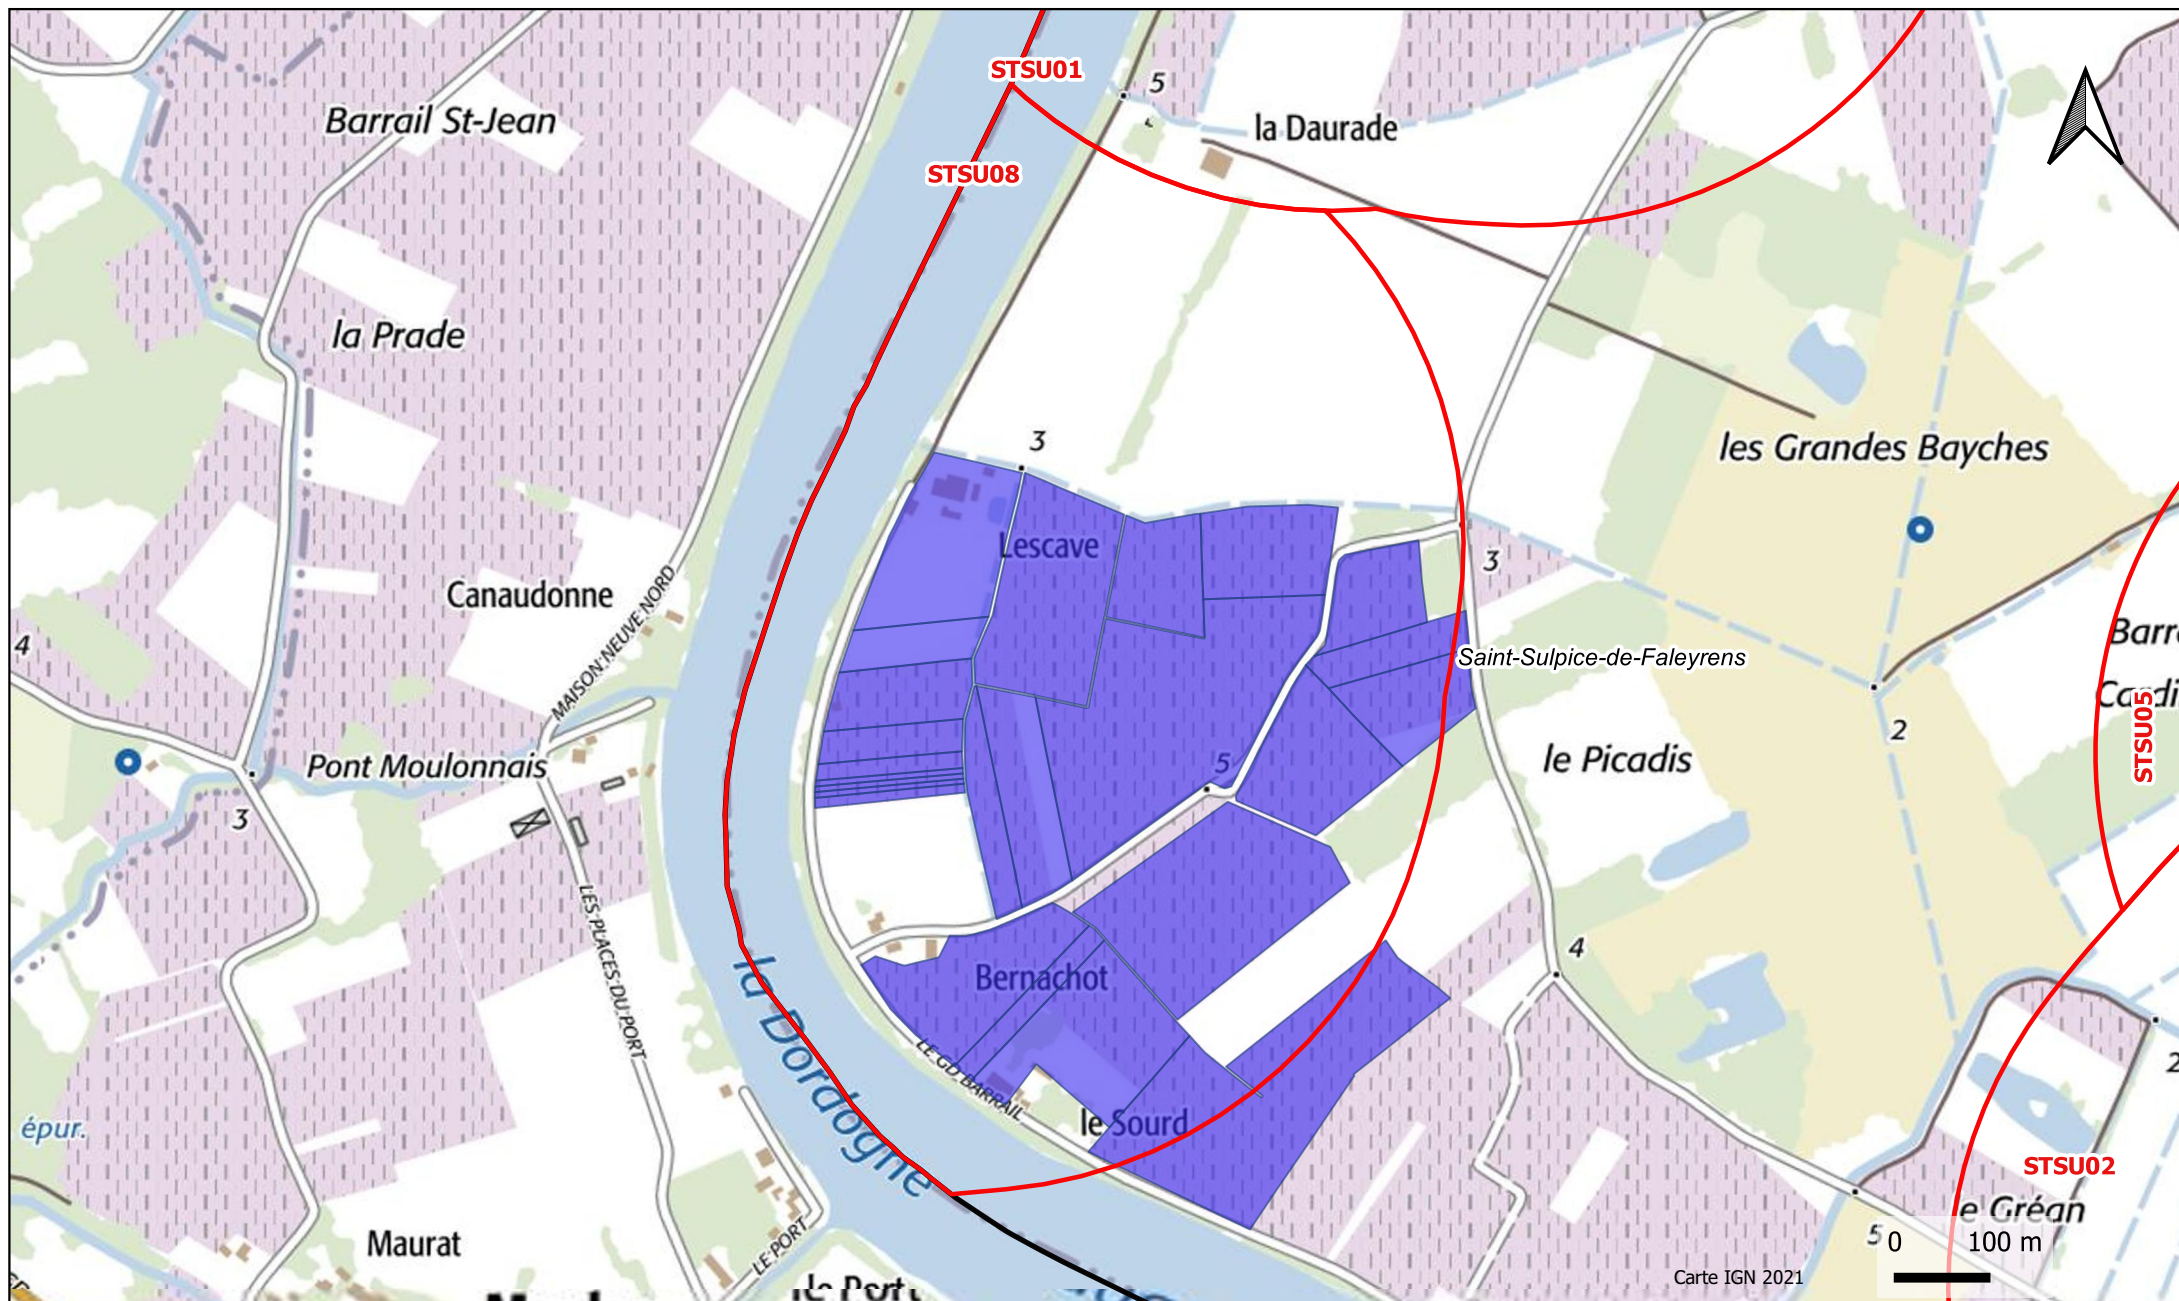 STSU01
5
Barrail St-Jean
la Daurade
STSU08
la Prade
3
les Grandes Bayches
Lescave
3
Canaudonne
MAISON NEUVE NORD
4
Saint-Sulpice-de-Faleyrens
STSU05
2
le Picadis
5
Pont Moulonnais
3
LES PLACES DU PORT
4
Bernachot
la Dordogne
LE GD BARRAIL
le Sourd
2
épur.
STSU02
e Gréan
Maurat
LE PORT
5
0 100 m
Carte IGN 2021
le Port